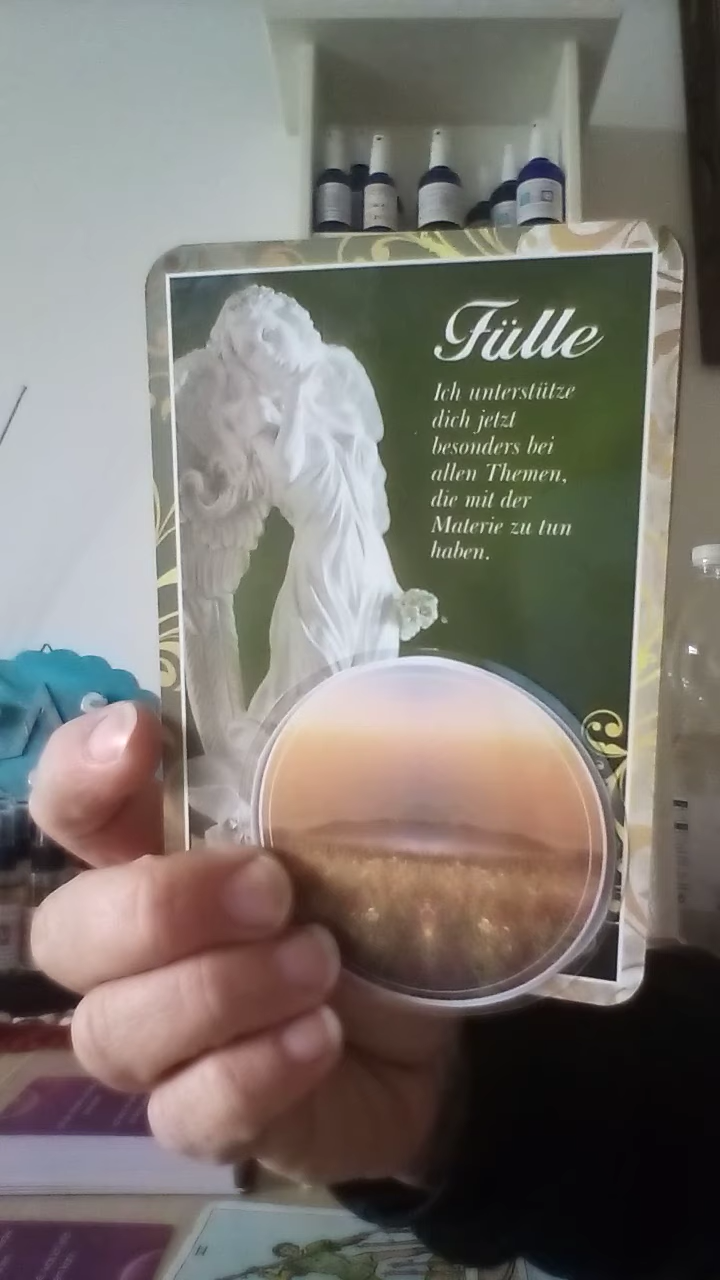 Fülle
Ich unterstütze
dich jetzt
besonders bei
allen Themen,
die mit der
Materie zu tun
haben.